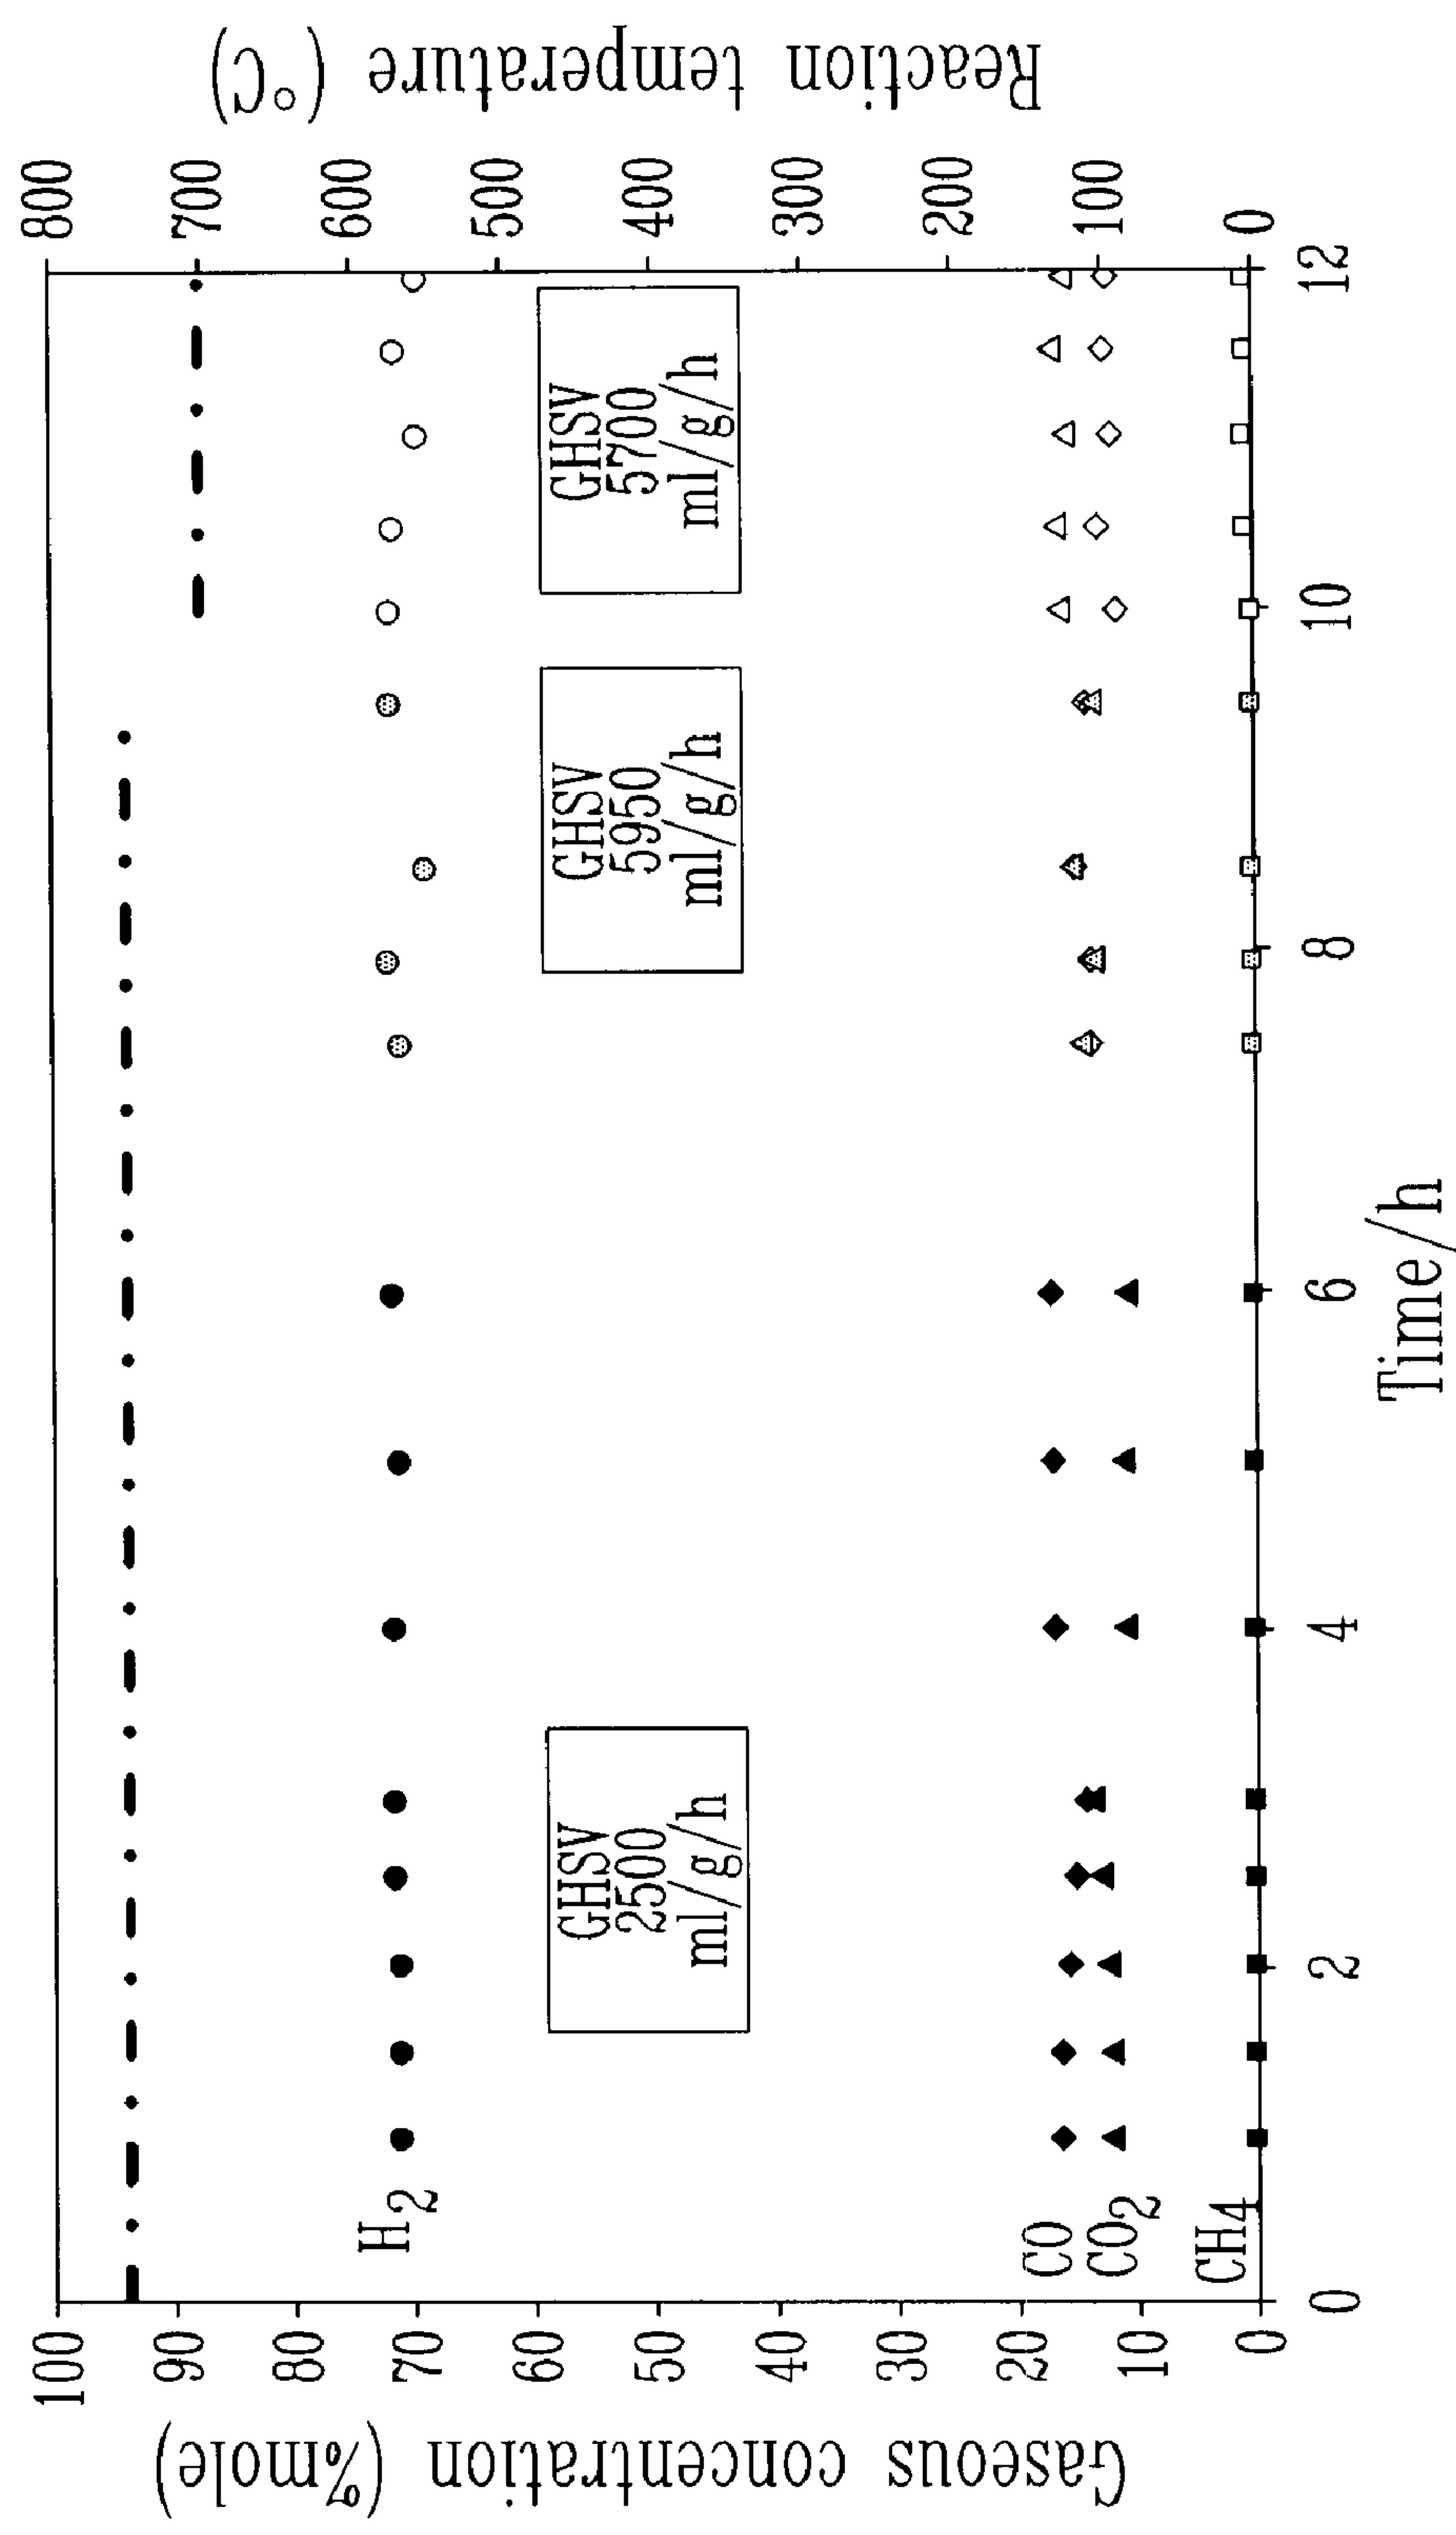 Gaseous concentration (%mole)
100
90
80
70
60
50
40
30
20
10
0
H2
CO
CO2
CH4
GHSV
2500
ml/g/h
GHSV
5950
ml/g/h
GHSV
5700
ml/g/h
0
2
4
6
8
10
12
Time/h
800
700
600
500
400
300
200
100
0
Reaction temperature (°C)